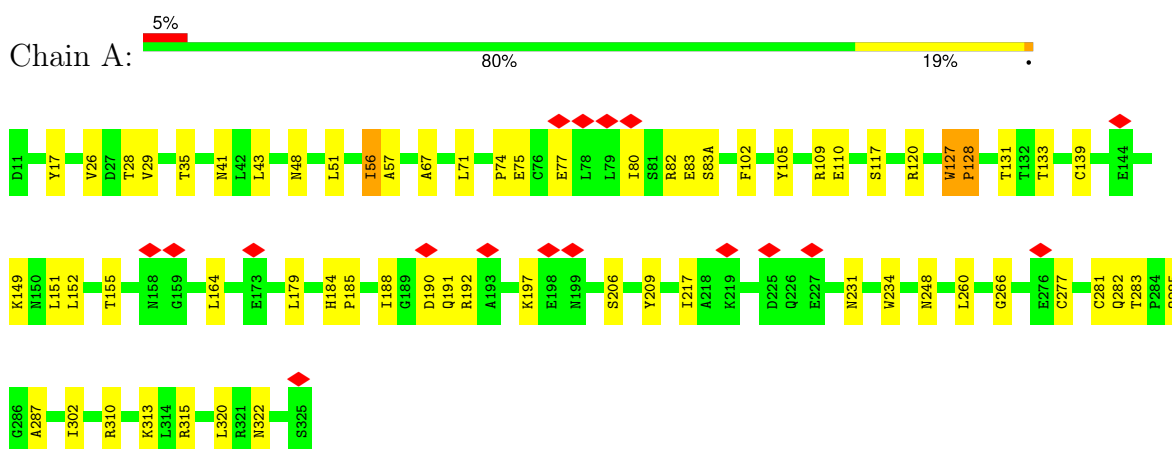 5%
Chain A:
80% 19% •
D11 Y17 V26 D27 T28 V29 T35 N41 L42 L43 N48 L51 I56 A57 A67 L71 P74 E75 C76 E77 L78 L79 I80 S81 R82 E83 S83A F102 Y105 R109 E110 S117 R120 W127 P128 T131 T132 T133 C139 E144
K149 N150 L151 L152 T155 N158 G159 L164 E173 L179 H184 P185 I188 G189 D190 Q191 R192 A193 K197 E198 N199 S206 Y209 I217 A218 K219 D225 Q226 E227 N231 W234 N248 L260 G266 E276 C277 C281 Q282 T283 P284
G286 A287 I302 R310 K313 L314 R315 L320 R321 N322 S325